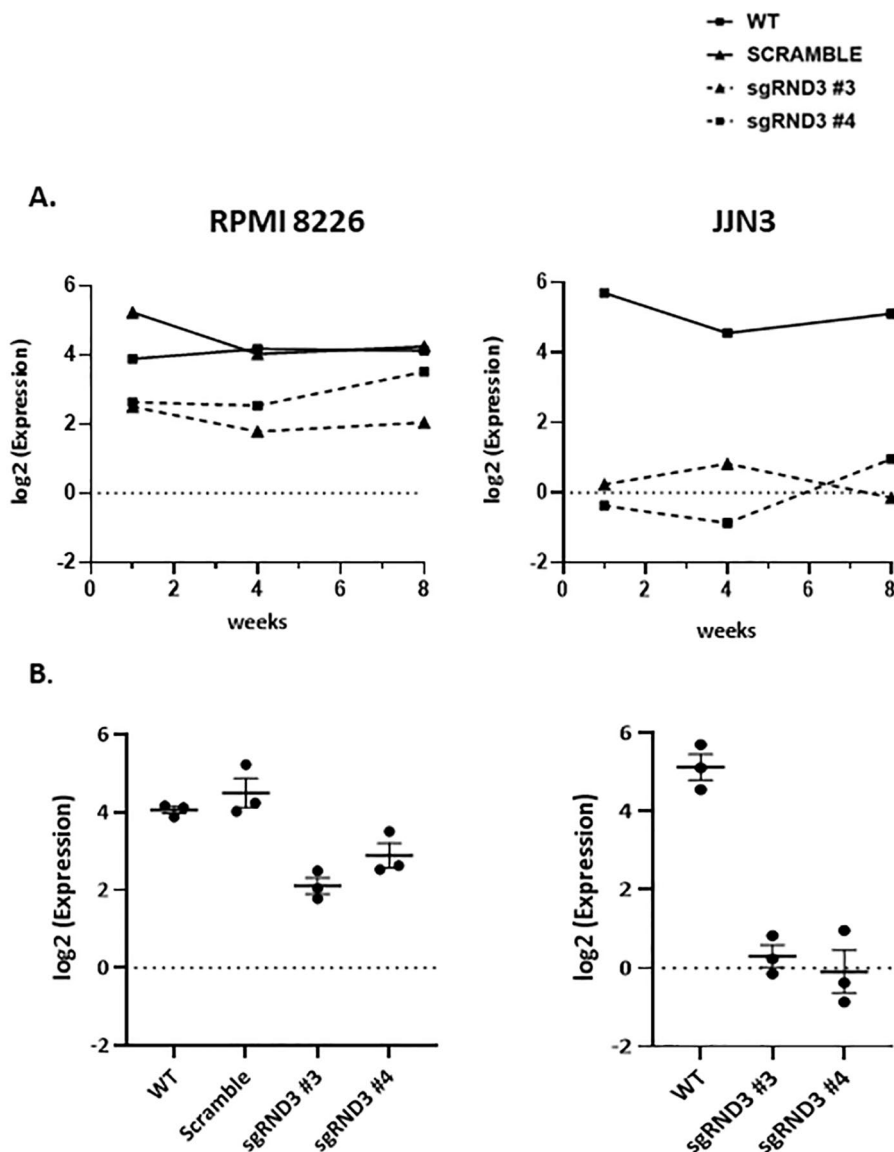 WT
SCRAMBLE
sgRND3 #3
sgRND3 #4
A.
RPMI 8226
JJN3
log2 (Expression)
6
4
2
0
-2
0 2 4 6 8
weeks
log2 (Expression)
6
4
2
0
-2
0 2 4 6 8
weeks
B.
log2 (Expression)
6
4
2
0
-2
WT
Scramble
sgRND3 #3
sgRND3 #4
log2 (Expression)
6
4
2
0
-2
WT
sgRND3 #3
sgRND3 #4